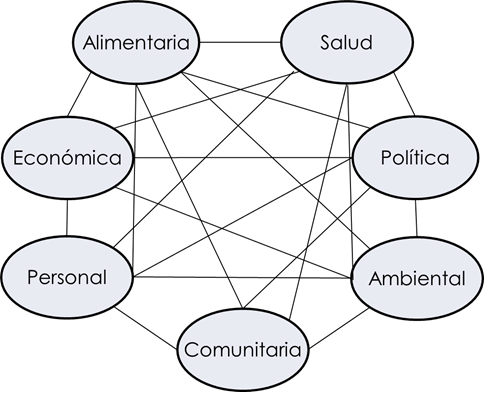 Alimentaria
Salud
Económica
Política
Personal
Ambiental
Comunitaria